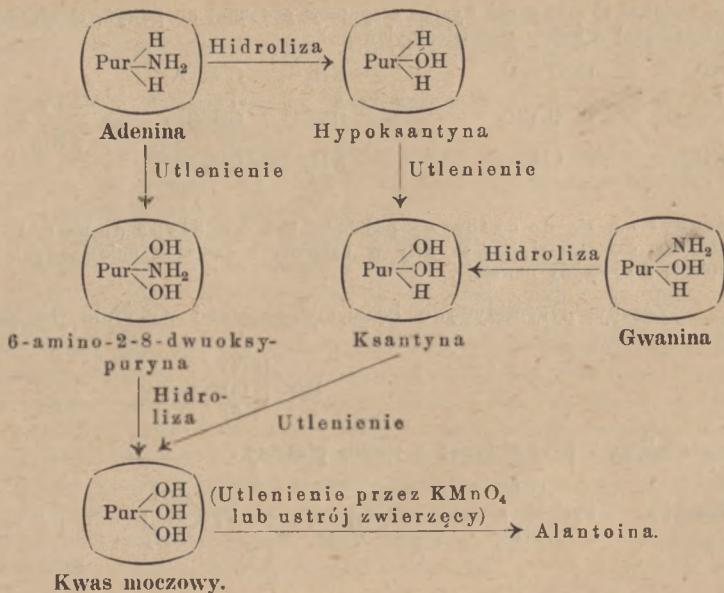 H
Pur NH₂
H
Adenina
Hidroliza
H
Pur OH
H
Hypoksantyna
Utlenienie
Utlenienie
OH
Pur NH₂
OH
6-amino-2-8-dwuoksy-
puryna
OH
Pur OH
H
Ksantyna
Hidroliza
NH₂
Pur OH
H
Gwanina
Hidro-
liza
Utlenienie
OH
Pur OH
OH
Kwas moczowy.
(Utlenienie przez KMnO₄
lub ustrój zwierzęcy)
Alantoina.